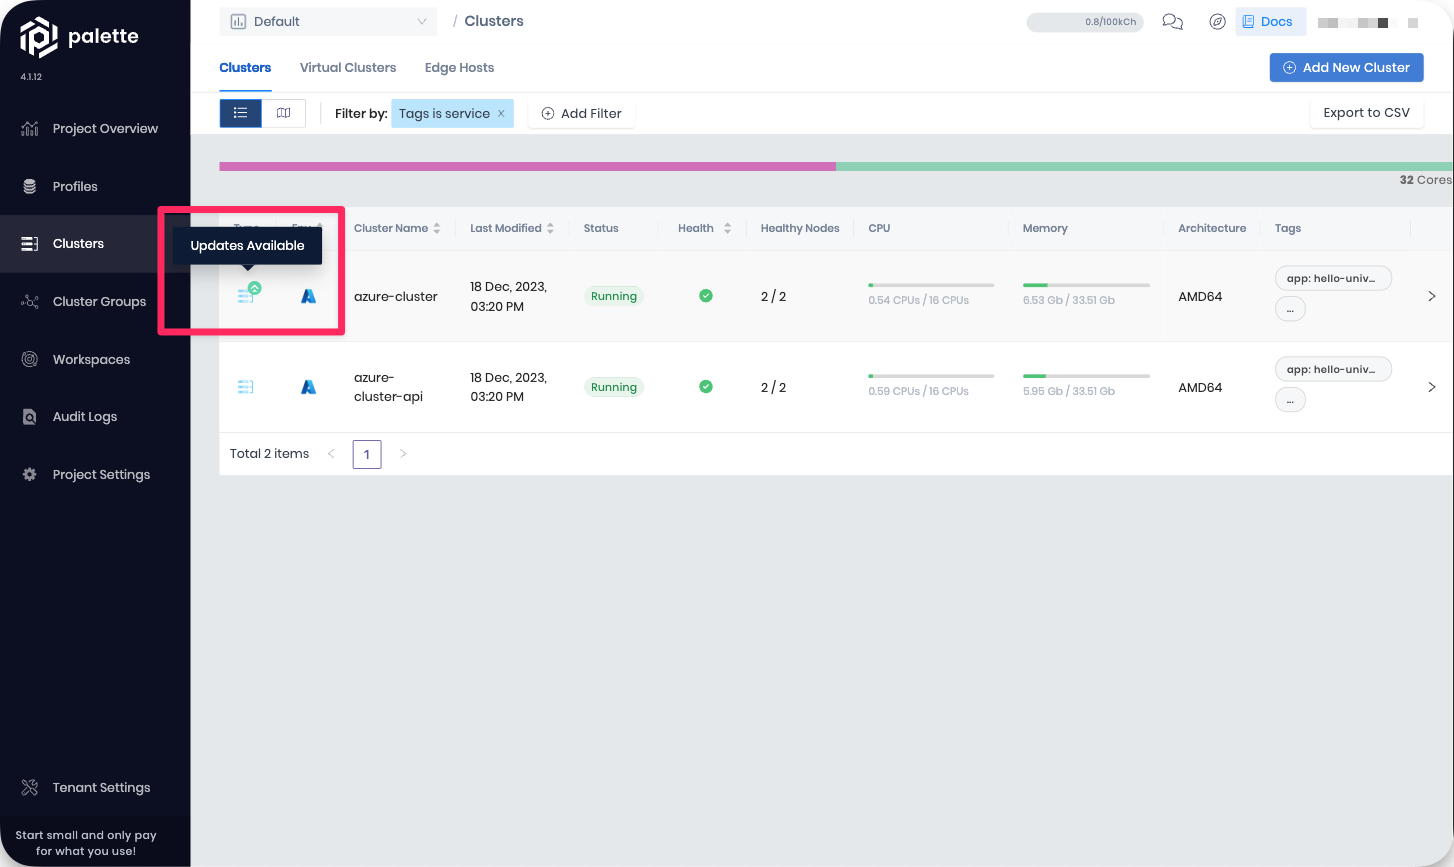 palette
4.1.12
Project Overview
Profiles
Clusters
Cluster Groups
Workspaces
Audit Logs
Project Settings
Tenant Settings
Start small and only pay
for what you use!
Default
/ Clusters
0.8/100kCh
Docs
Clusters
Virtual Clusters
Edge Hosts
Add New Cluster
Filter by:
Tags is service
Add Filter
Export to CSV
32 Cores
Updates Available
Cluster Name
Last Modified
Status
Health
Healthy Nodes
CPU
Memory
Architecture
Tags
azure-cluster
18 Dec, 2023,
03:20 PM
Running
2 / 2
0.54 CPUs / 16 CPUs
6.53 Gb / 33.51 Gb
AMD64
app: hello-univ...
...
azure-
cluster-api
18 Dec, 2023,
03:20 PM
Running
2 / 2
0.59 CPUs / 16 CPUs
5.95 Gb / 33.51 Gb
AMD64
app: hello-univ...
...
Total 2 items
1